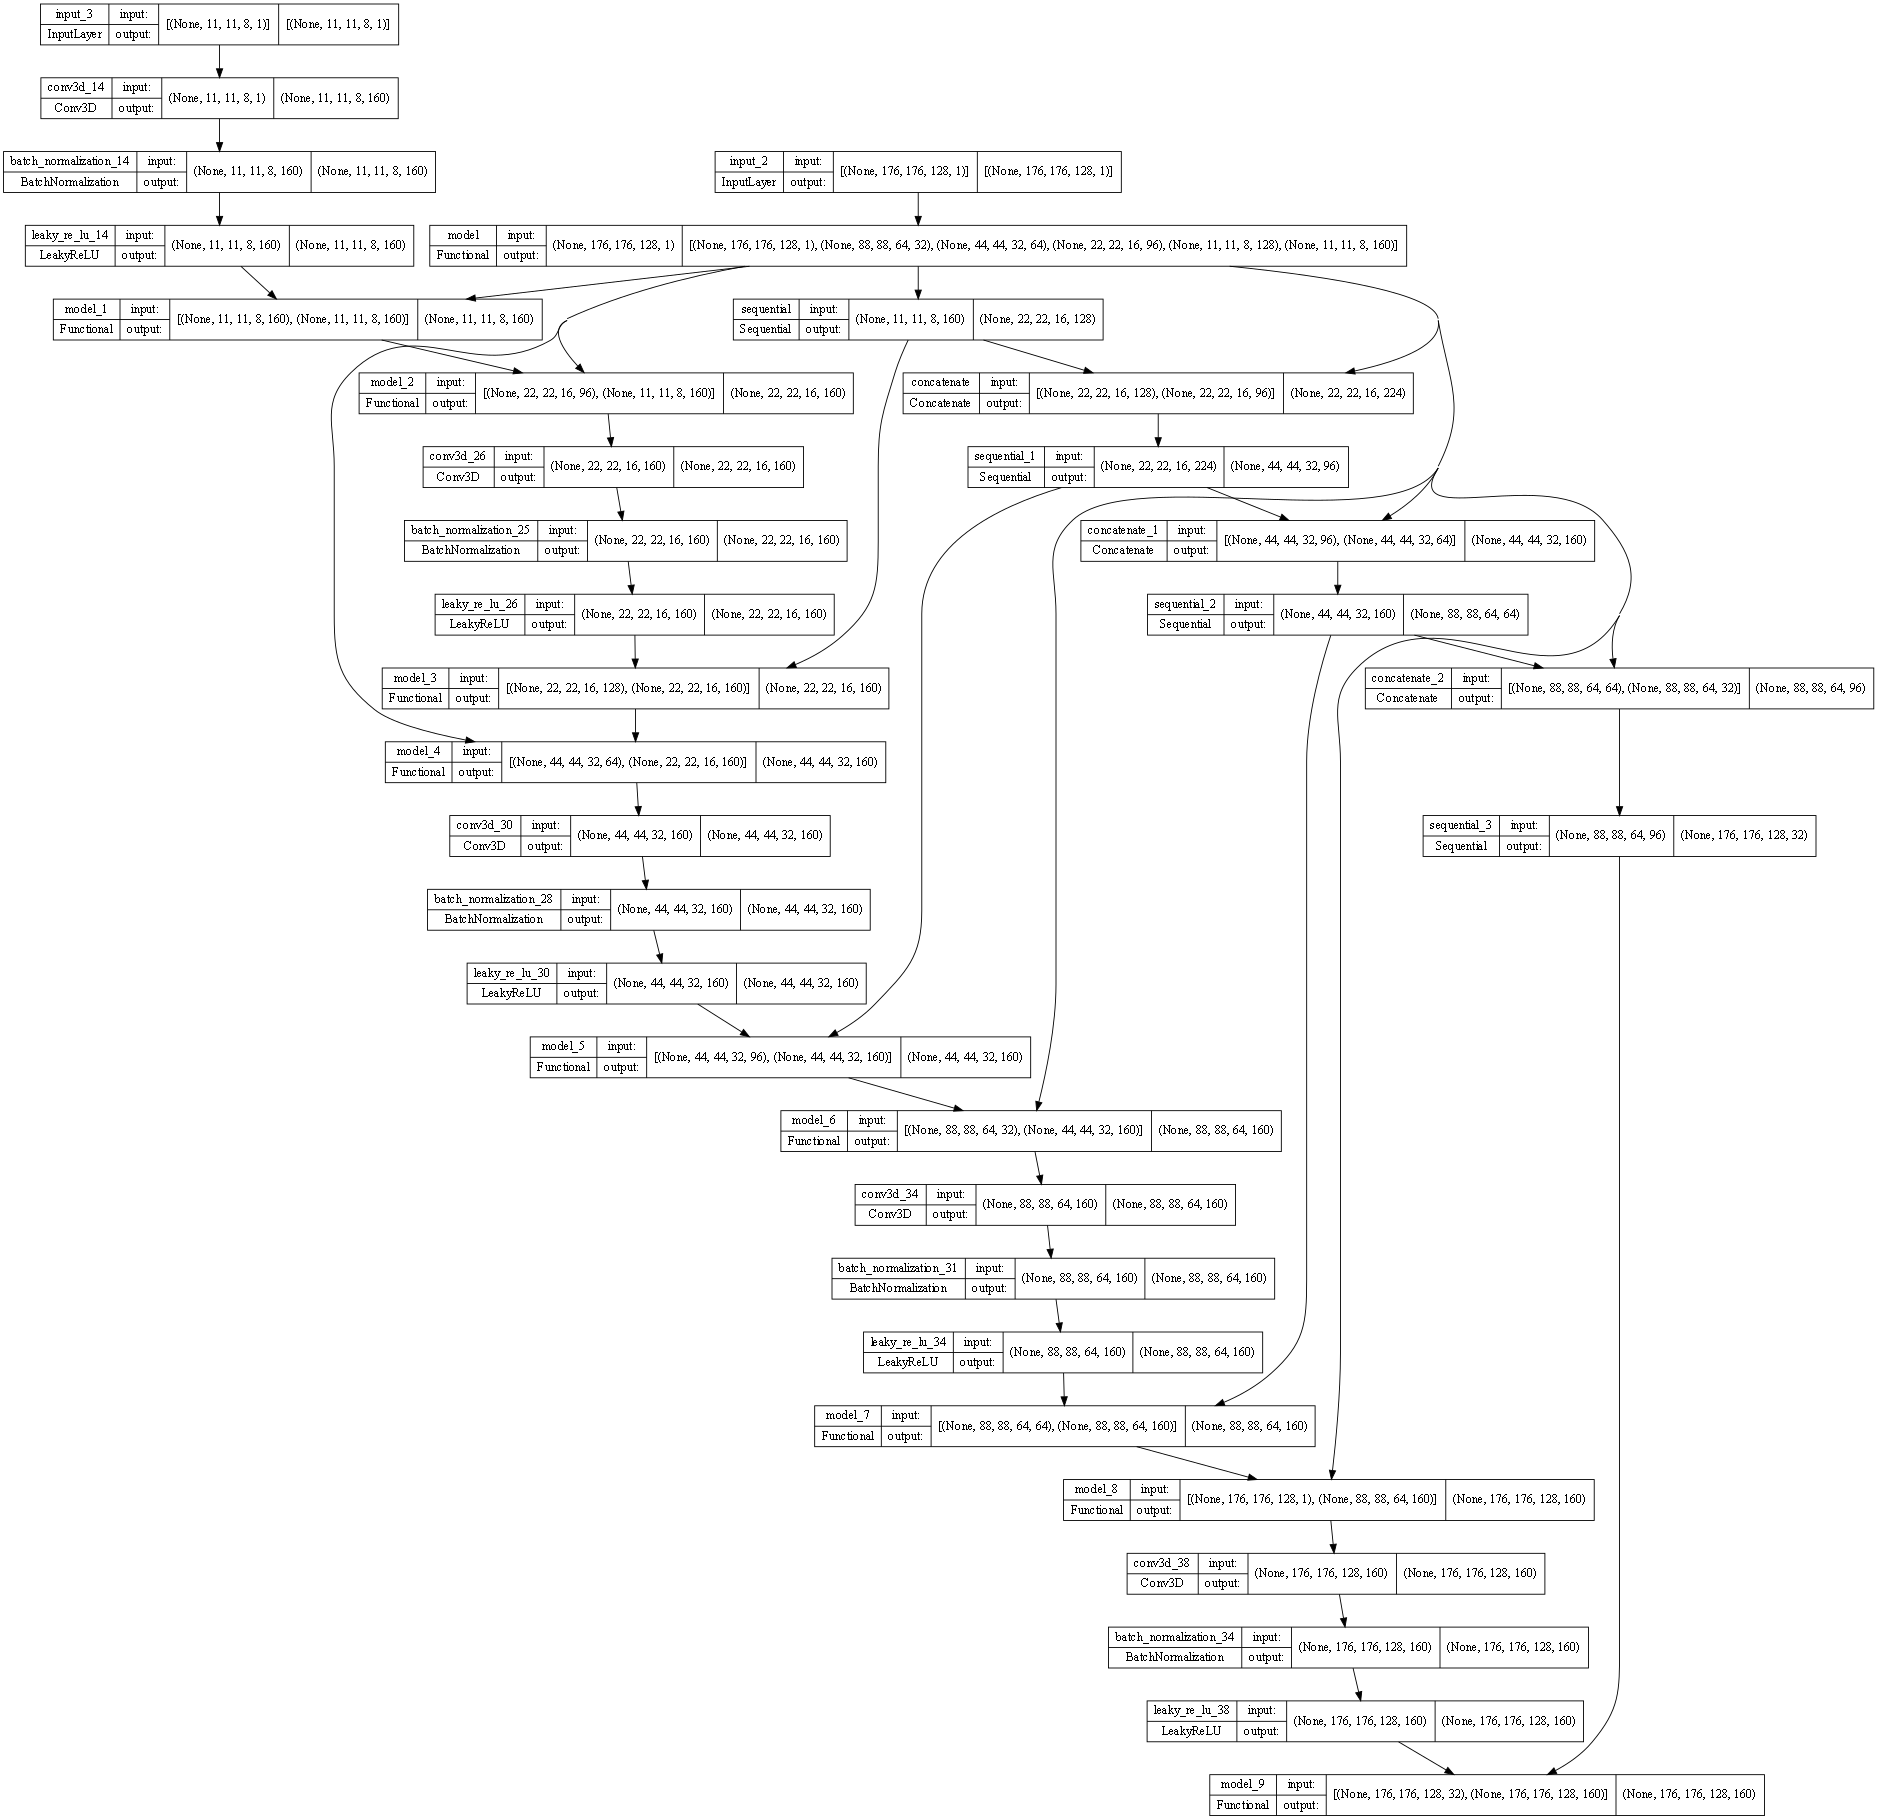 input_3 input: [(None, 11, 11, 8, 1)] [(None, 11, 11, 8, 1)]
InputLayer output:
conv3d_14 input: (None, 11, 11, 8, 1) (None, 11, 11, 8, 160)
Conv3D output:
batch_normalization_14 input: (None, 11, 11, 8, 160) (None, 11, 11, 8, 160)
BatchNormalization output:
input_2 input: [(None, 176, 176, 128, 1)] [(None, 176, 176, 128, 1)]
InputLayer output:
leaky_re_lu_14 input: (None, 11, 11, 8, 160) (None, 11, 11, 8, 160)
LeakyReLU output:
model input: (None, 176, 176, 128, 1) [(None, 176, 176, 128, 1), (None, 88, 88, 64, 32), (None, 44, 44, 32, 64), (None, 22, 22, 16, 96), (None, 11, 11, 8, 128), (None, 11, 11, 8, 160)]
Functional output:
model_1 input: [(None, 11, 11, 8, 160), (None, 11, 11, 8, 160)] (None, 11, 11, 8, 160)
Functional output:
sequential input: (None, 11, 11, 8, 160) (None, 22, 22, 16, 128)
Sequential output:
model_2 input: [(None, 22, 22, 16, 96), (None, 11, 11, 8, 160)] (None, 22, 22, 16, 160)
Functional output:
concatenate input: [(None, 22, 22, 16, 128), (None, 22, 22, 16, 96)] (None, 22, 22, 16, 224)
Concatenate output:
conv3d_26 input: (None, 22, 22, 16, 160) (None, 22, 22, 16, 160)
Conv3D output:
sequential_1 input: (None, 22, 22, 16, 224) (None, 44, 44, 32, 96)
Sequential output:
batch_normalization_25 input: (None, 22, 22, 16, 160) (None, 22, 22, 16, 160)
BatchNormalization output:
concatenate_1 input: [(None, 44, 44, 32, 96), (None, 44, 44, 32, 64)] (None, 44, 44, 32, 160)
Concatenate output:
leaky_re_lu_26 input: (None, 22, 22, 16, 160) (None, 22, 22, 16, 160)
LeakyReLU output:
sequential_2 input: (None, 44, 44, 32, 160) (None, 88, 88, 64, 64)
Sequential output:
model_3 input: [(None, 22, 22, 16, 128), (None, 22, 22, 16, 160)] (None, 22, 22, 16, 160)
Functional output:
concatenate_2 input: [(None, 88, 88, 64, 64), (None, 88, 88, 64, 32)] (None, 88, 88, 64, 96)
Concatenate output:
model_4 input: [(None, 44, 44, 32, 64), (None, 22, 22, 16, 160)] (None, 44, 44, 32, 160)
Functional output:
conv3d_30 input: (None, 44, 44, 32, 160) (None, 44, 44, 32, 160)
Conv3D output:
sequential_3 input: (None, 88, 88, 64, 96) (None, 176, 176, 128, 32)
Sequential output:
batch_normalization_28 input: (None, 44, 44, 32, 160) (None, 44, 44, 32, 160)
BatchNormalization output:
leaky_re_lu_30 input: (None, 44, 44, 32, 160) (None, 44, 44, 32, 160)
LeakyReLU output:
model_5 input: [(None, 44, 44, 32, 96), (None, 44, 44, 32, 160)] (None, 44, 44, 32, 160)
Functional output:
model_6 input: [(None, 88, 88, 64, 32), (None, 44, 44, 32, 160)] (None, 88, 88, 64, 160)
Functional output:
conv3d_34 input: (None, 88, 88, 64, 160) (None, 88, 88, 64, 160)
Conv3D output:
batch_normalization_31 input: (None, 88, 88, 64, 160) (None, 88, 88, 64, 160)
BatchNormalization output:
leaky_re_lu_34 input: (None, 88, 88, 64, 160) (None, 88, 88, 64, 160)
LeakyReLU output:
model_7 input: [(None, 88, 88, 64, 64), (None, 88, 88, 64, 160)] (None, 88, 88, 64, 160)
Functional output:
model_8 input: [(None, 176, 176, 128, 1), (None, 88, 88, 64, 160)] (None, 176, 176, 128, 160)
Functional output:
conv3d_38 input: (None, 176, 176, 128, 160) (None, 176, 176, 128, 160)
Conv3D output:
batch_normalization_34 input: (None, 176, 176, 128, 160) (None, 176, 176, 128, 160)
BatchNormalization output:
leaky_re_lu_38 input: (None, 176, 176, 128, 160) (None, 176, 176, 128, 160)
LeakyReLU output:
model_9 input: [(None, 176, 176, 128, 32), (None, 176, 176, 128, 160)] (None, 176, 176, 128, 160)
Functional output: